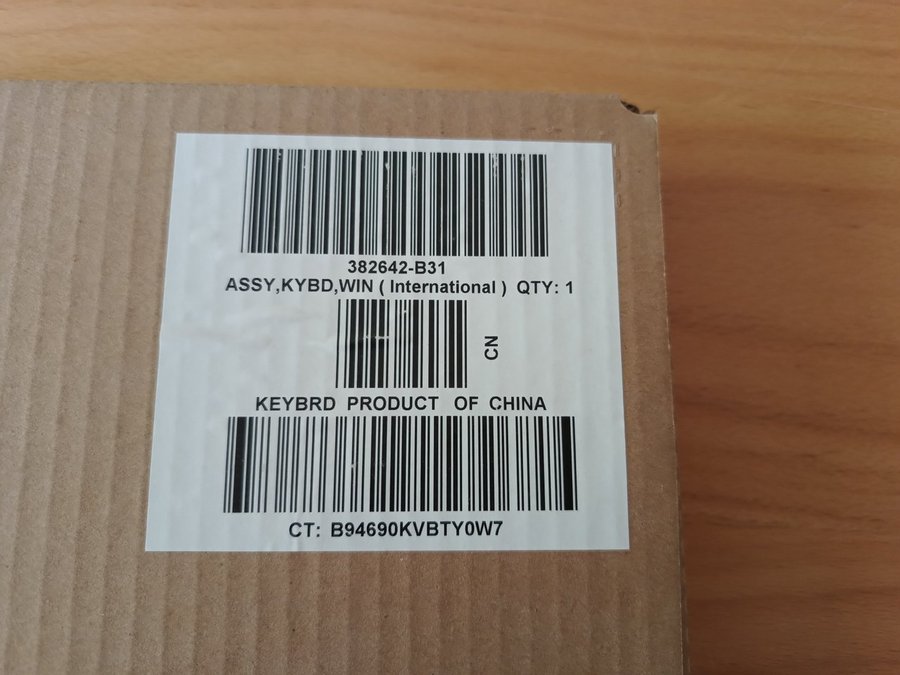 382642-B31
ASSY,KYBD,WIN ( International ) QTY: 1
CN
KEYBRD PRODUCT OF CHINA
CT: B94690KVBTY0W7